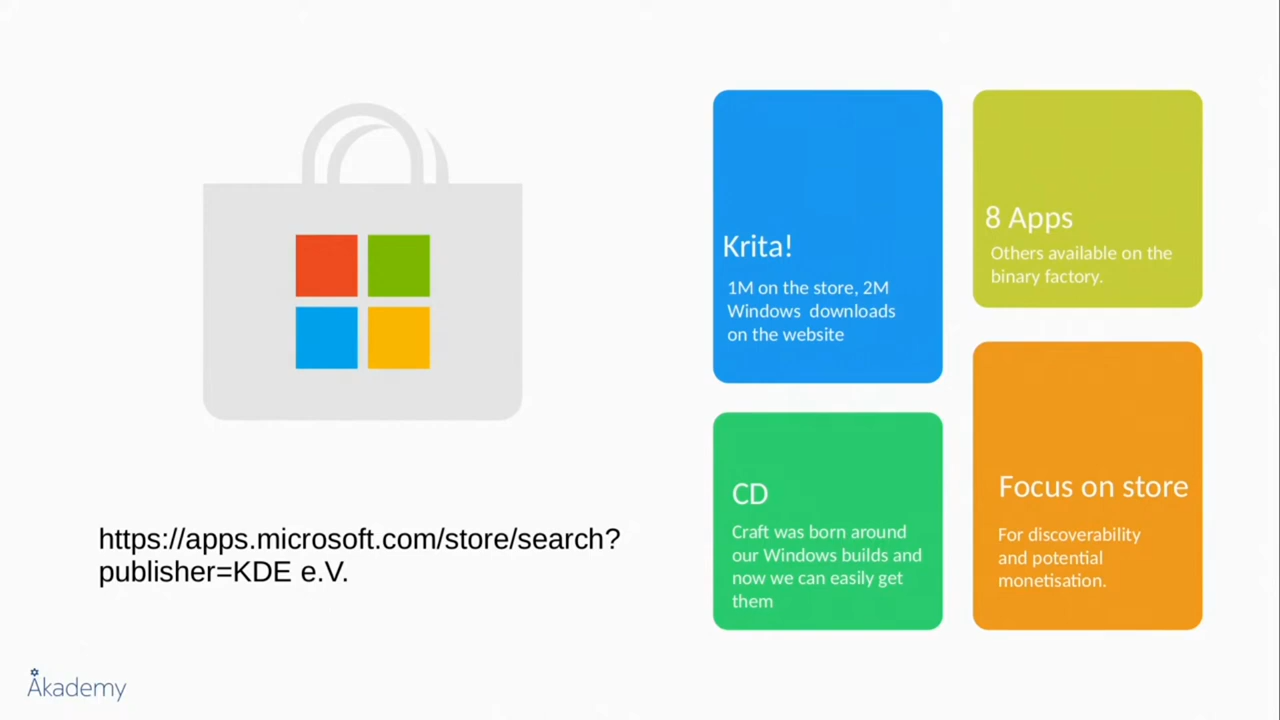 https://apps.microsoft.com/store/search?
publisher=KDE e.V.
Krita!
1M on the store, 2M
Windows downloads
on the website
8 Apps
Others available on the
binary factory.
CD
Craft was born around
our Windows builds and
now we can easily get
them
Focus on store
For discoverability
and potential
monetisation.
Akademy